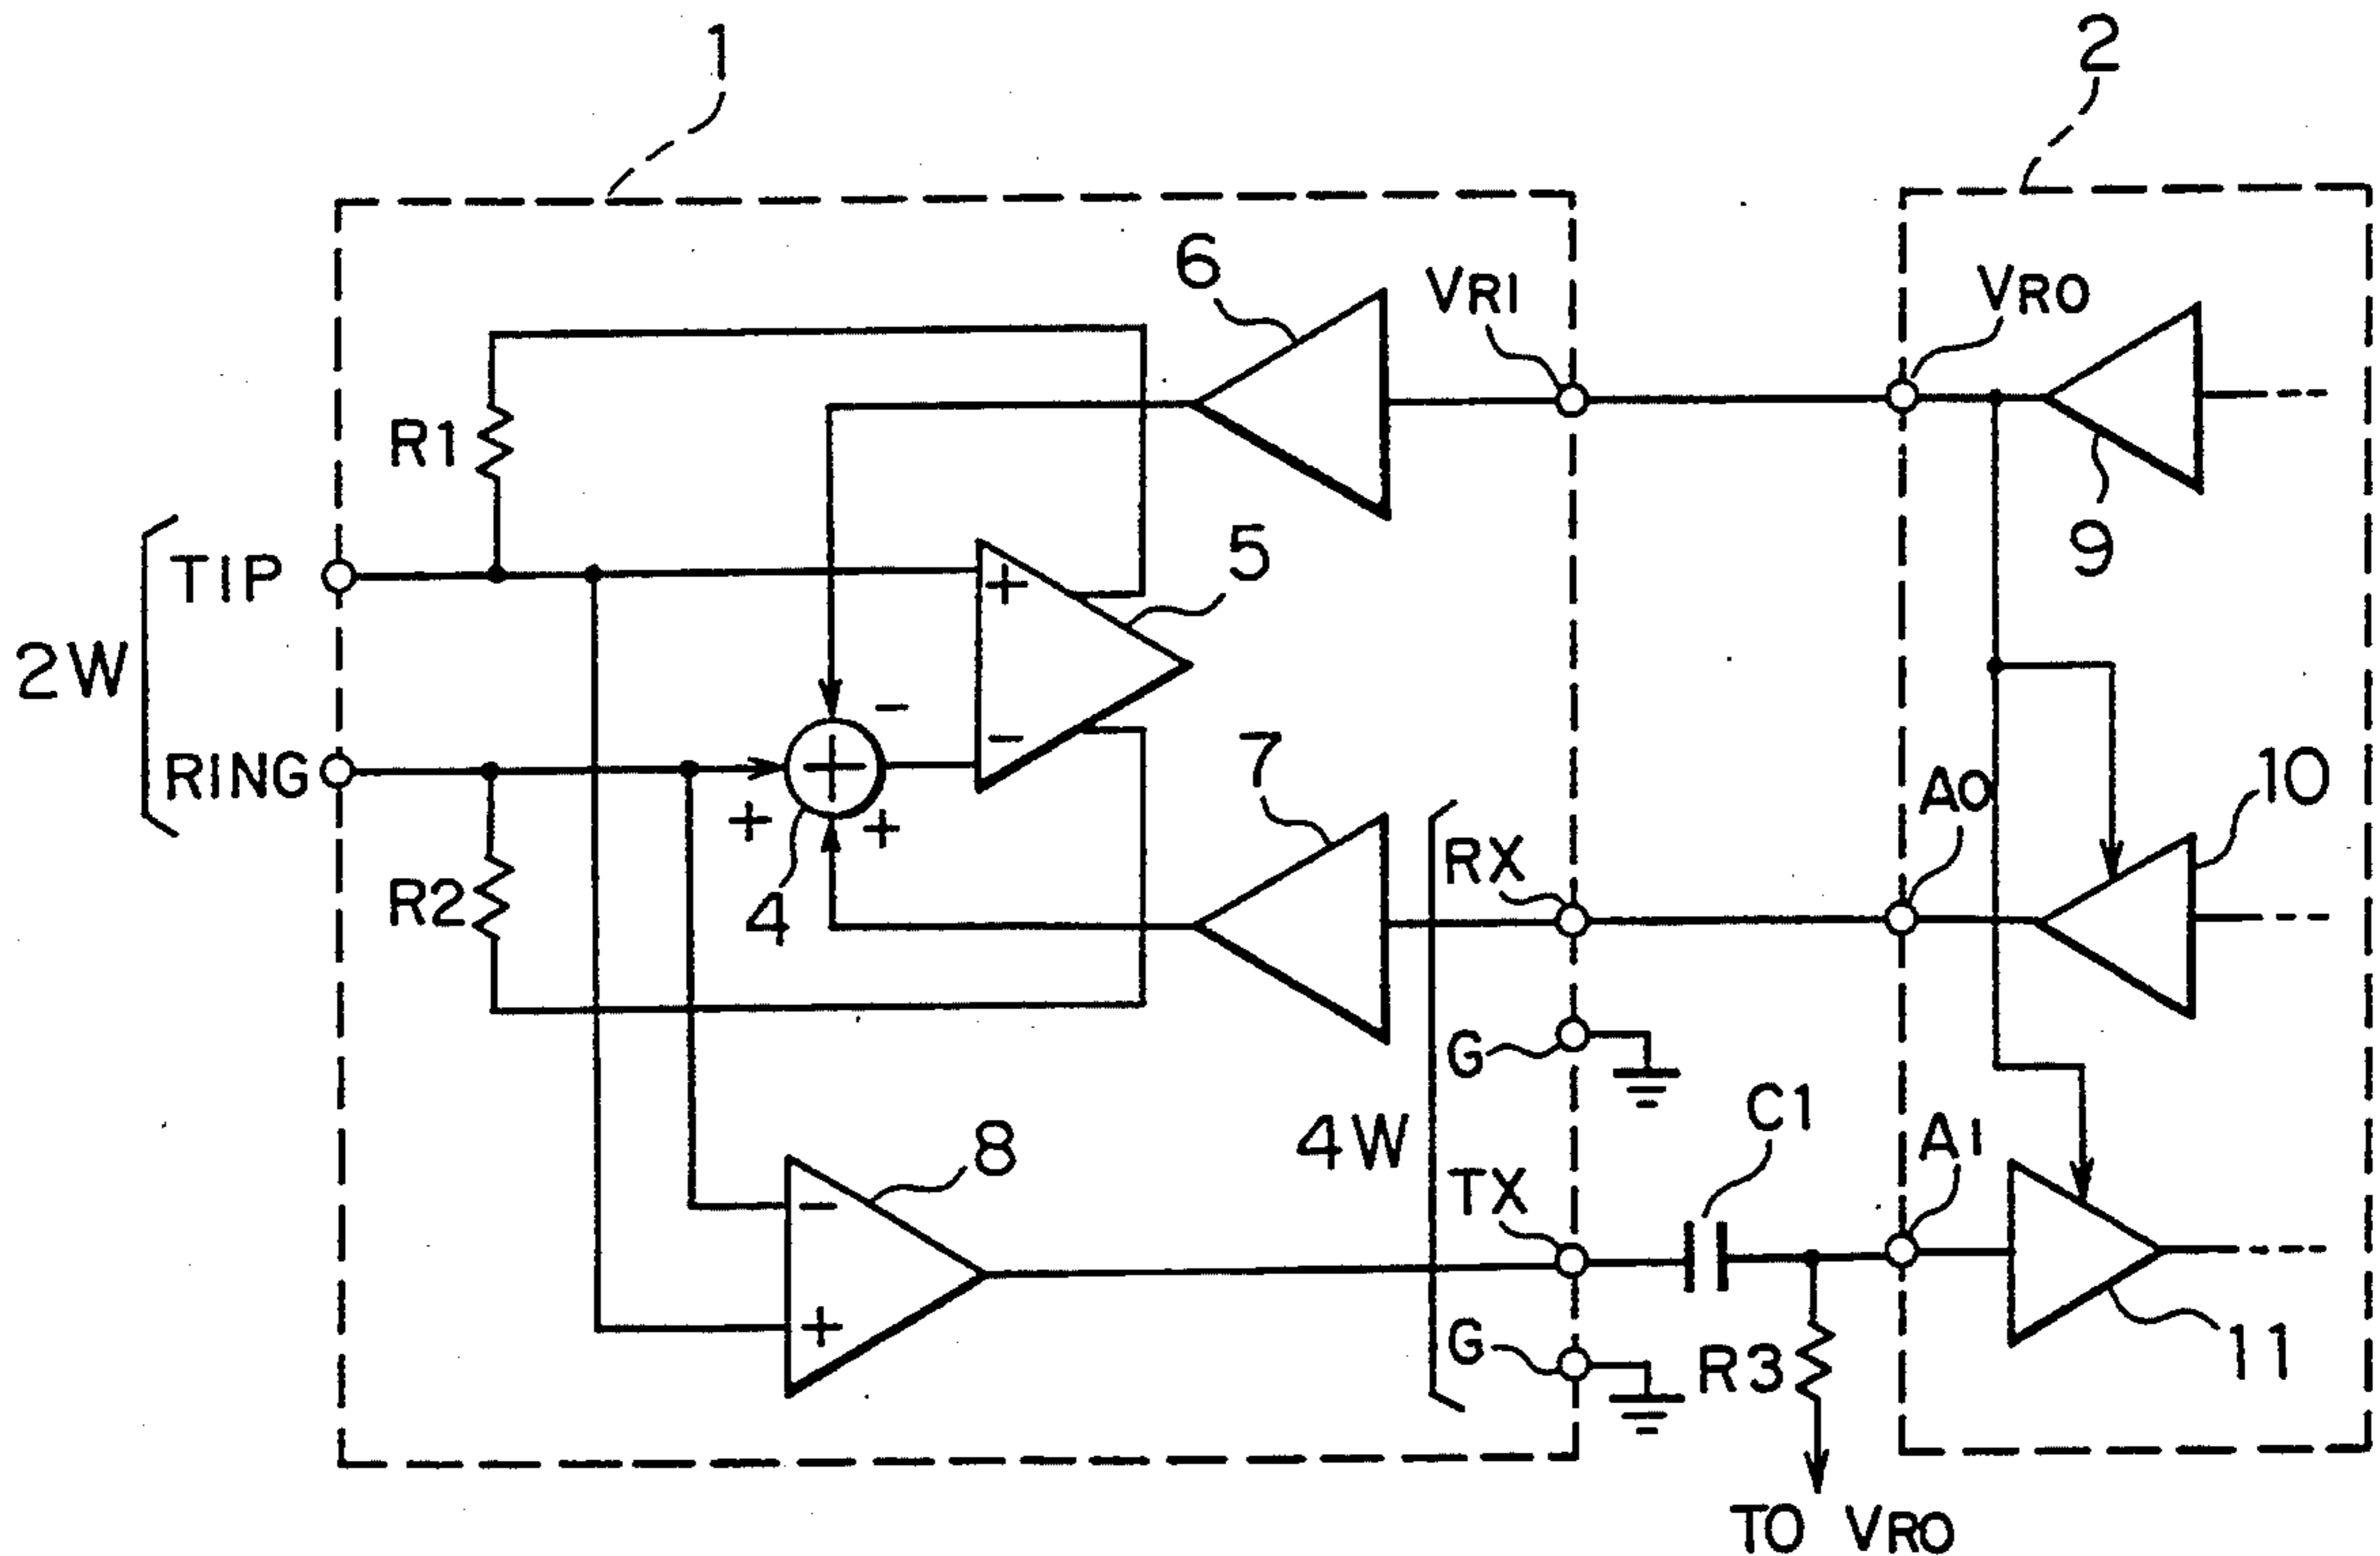 1
2
6
VRI
VRO
R1
9
TIP
+
5
2W
-
-
7
10
RING
+
+
AO
RX
R2
4
G
C1
8
4W
AI
TX
-
+
G
R3
11
TO VRO